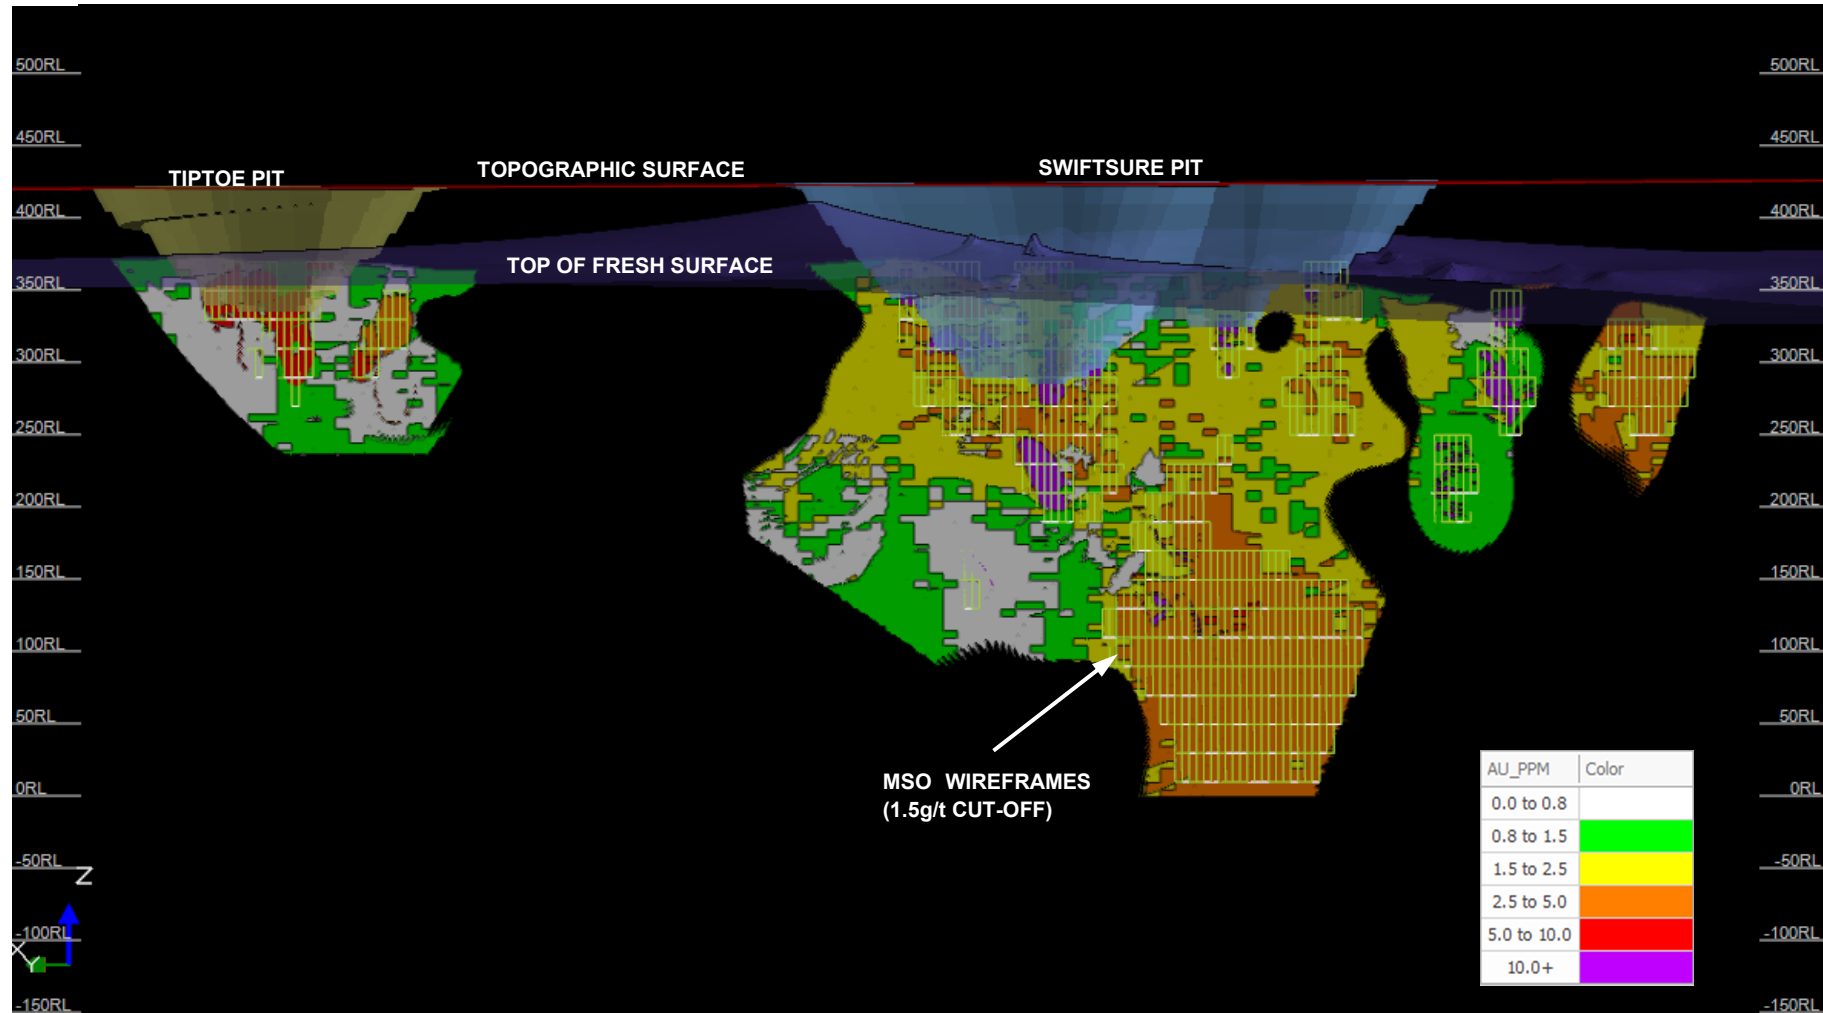 500RL
500RL
450RL
450RL
TIPTOE PIT
TOPOGRAPHIC SURFACE
SWIFTSURE PIT
400RL
400RL
350RL
TOP OF FRESH SURFACE
350RL
300RL
300RL
250RL
250RL
200RL
200RL
150RL
150RL
100RL
100RL
50RL
50RL
MSO WIREFRAMES
(1.5g/t CUT-OFF)
0RL
0RL
AU_PPM Color
0.0 to 0.8
0.8 to 1.5
1.5 to 2.5
2.5 to 5.0
5.0 to 10.0
10.0+
-50RL
-50RL
Z
-100RL
-100RL
X
Y
-150RL
-150RL